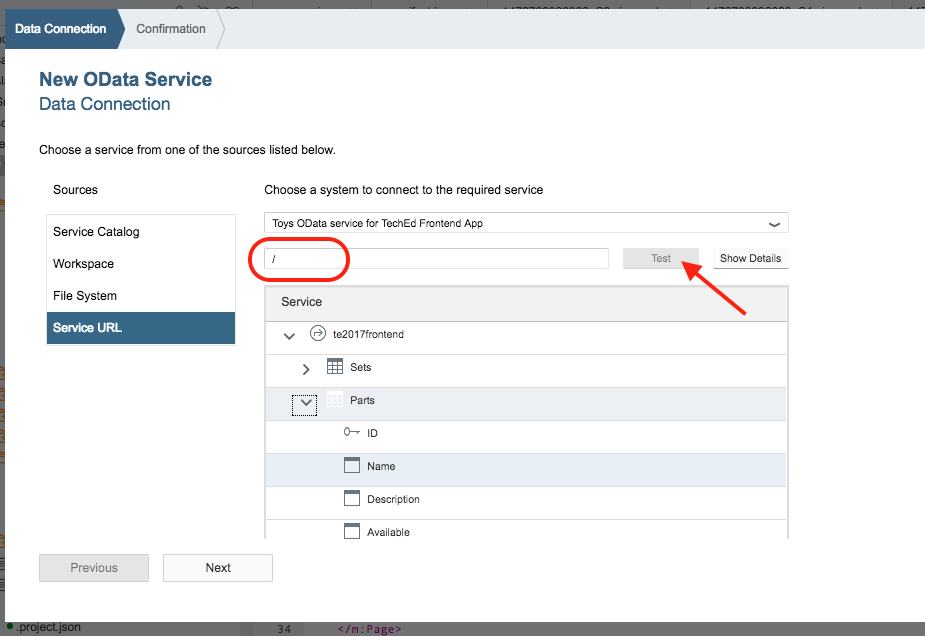 Data Connection
Confirmation
New OData Service
Data Connection
Choose a service from one of the sources listed below.
Sources
Choose a system to connect to the required service
Service Catalog
Workspace
File System
Service URL
Toys OData service for TechEd Frontend App
/
Test
Show Details
Service
te2017frontend
Sets
Parts
ID
Name
Description
Available
Previous
Next
.project.json
34 </m:Page>